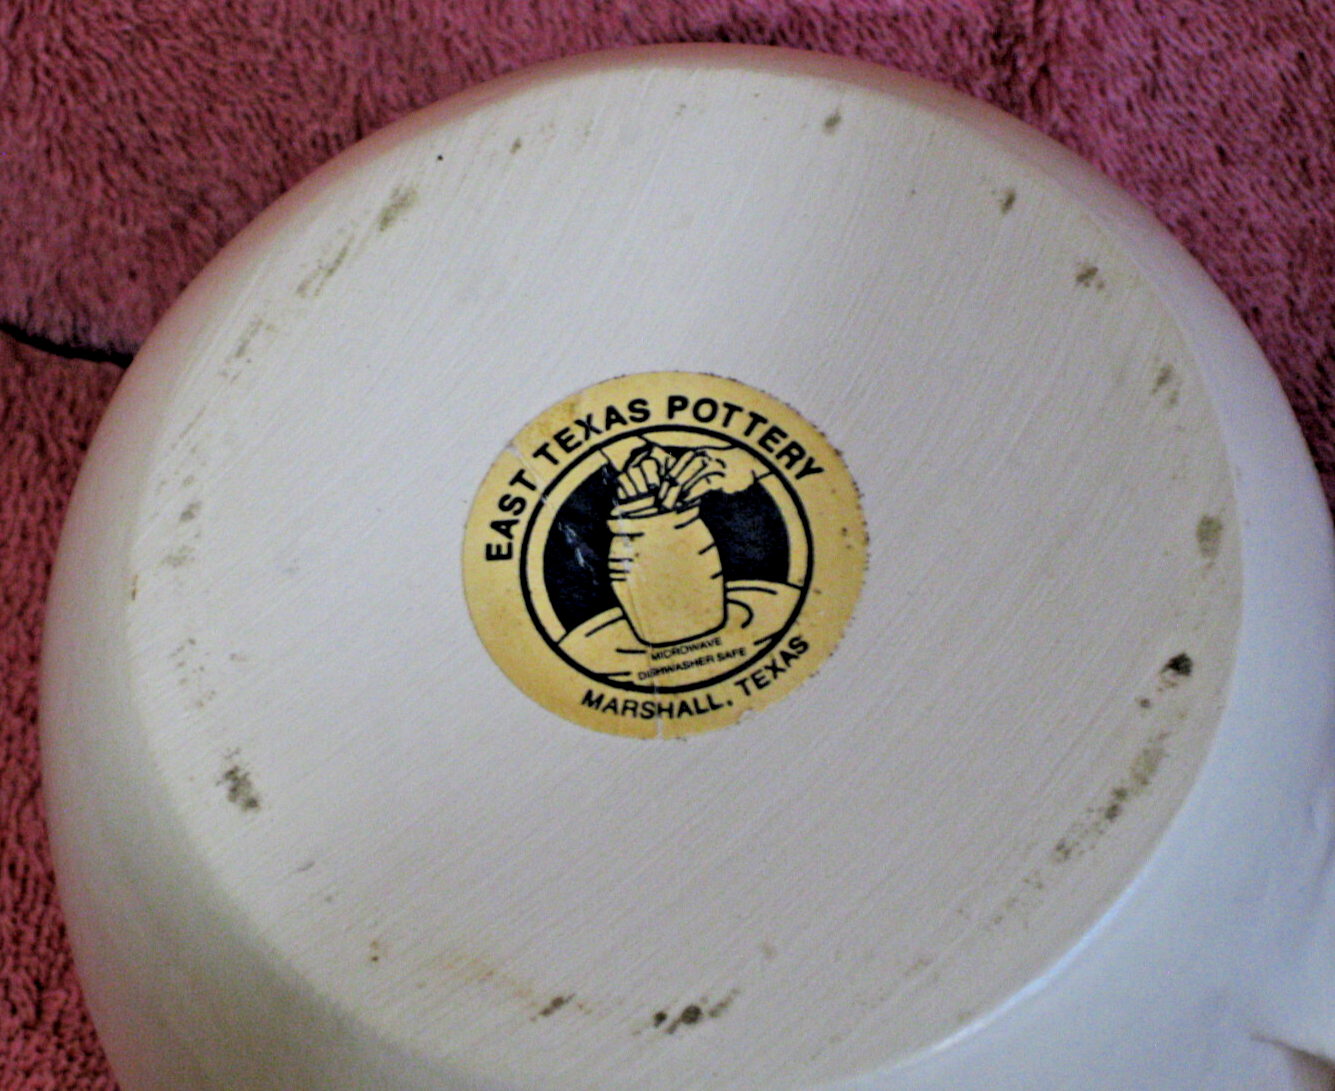 EAST TEXAS POTTERY
MICROWAVE
DISHWASHER SAFE
MARSHALL, TEXAS